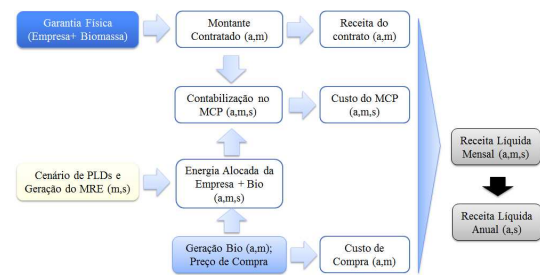 Garantia Física
(Empresa+ Biomassa)
Montante
Contratado (a,m)
Receita do
contrato (a,m)
Contabilização no
MCP (a,m,s)
Custo do MCP
(a,m,s)
Receita Líquida
Mensal (a,m,s)
Cenário de PLDs e
Geração do MRE (m,s)
Energia Alocada da
Empresa + Bio
(a,m,s)
Receita Líquida
Anual (a,s)
Geração Bio (a,m);
Preço de Compra
Custo de
Compra (a,m)